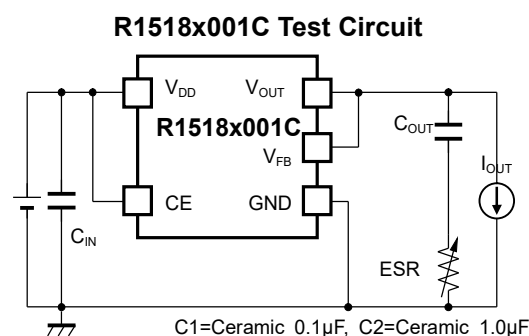 R1518x001C Test Circuit
VDD
VOUT
R1518x001C
COUT
VFB
IOUT
CE
GND
CIN
ESR
C1=Ceramic 0.1μF, C2=Ceramic 1.0μF